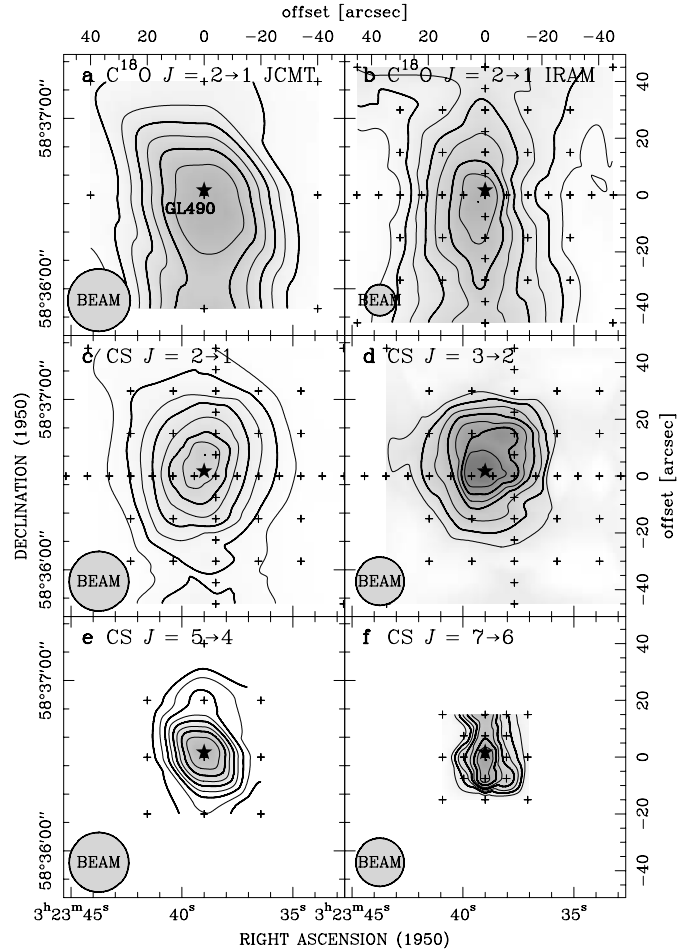 offset [arcsec]
40 20 0 −20 −40 40 20 0 −20 −40
a C¹⁸O J = 2→1 JCMT
b C¹⁸O J = 2→1 IRAM
58°37′00″
GL490
58°36′00″
BEAM
BEAM
40
20
0
−20
−40
c CS J = 2→1
d CS J = 3→2
58°37′00″
DECLINATION (1950)
58°36′00″
BEAM
BEAM
40
20
0
−20
−40
offset [arcsec]
e CS J = 5→4
f CS J = 7→6
58°37′00″
58°36′00″
BEAM
BEAM
40
20
0
−20
−40
3ʰ23ᵐ45ˢ 40ˢ 35ˢ 3ʰ23ᵐ45ˢ 40ˢ 35ˢ
RIGHT ASCENSION (1950)